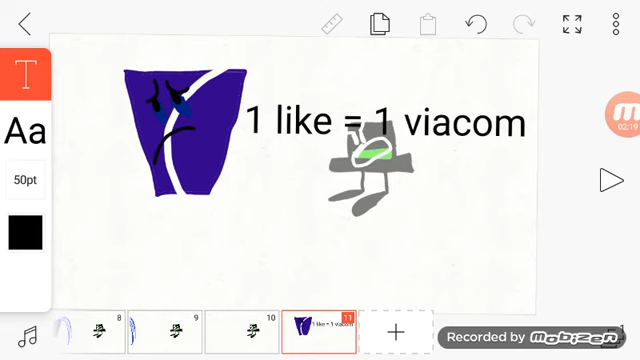 T
Aa
50pt
1 like = 1 viacom
02:19
8
9
10
11
1 like = 1 viacom
1
Recorded by MOBIZEN